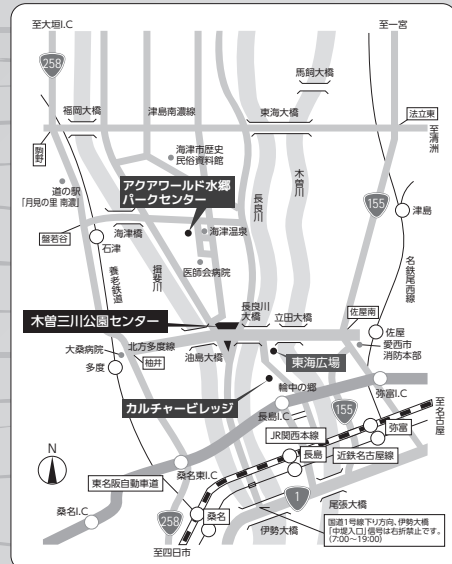 至大垣I.C
至一宮
258
馬飼大橋
福岡大橋
津島南濃線
東海大橋
法立東
駒野
至清洲
海津市歴史
民俗資料館
木曽川
長良川
道の駅
「月見の里 南濃」
アクアワールド水郷
パークセンター
155
津島
盤若谷
海津橋
海津温泉
石津
養老鉄道
揖斐川
医師会病院
名鉄尾西線
木曽三川公園センター
長良川
大橋
立田大橋
佐屋南
佐屋
北方多度線
大桑病院
柚井
油島大橋
東海広場
愛西市
消防本部
多度
カルチャービレッジ
輪中の郷
弥富I.C
長島I.C
155
至名古屋
JR関西本線
弥富
長島
近鉄名古屋線
桑名東I.C
東名阪自動車道
N
1
尾張大橋
桑名I.C
258
桑名
伊勢大橋
国道1号線下り方向、伊勢大橋
「中堤入口」信号は右折禁止です。
(7:00〜19:00)
至四日市